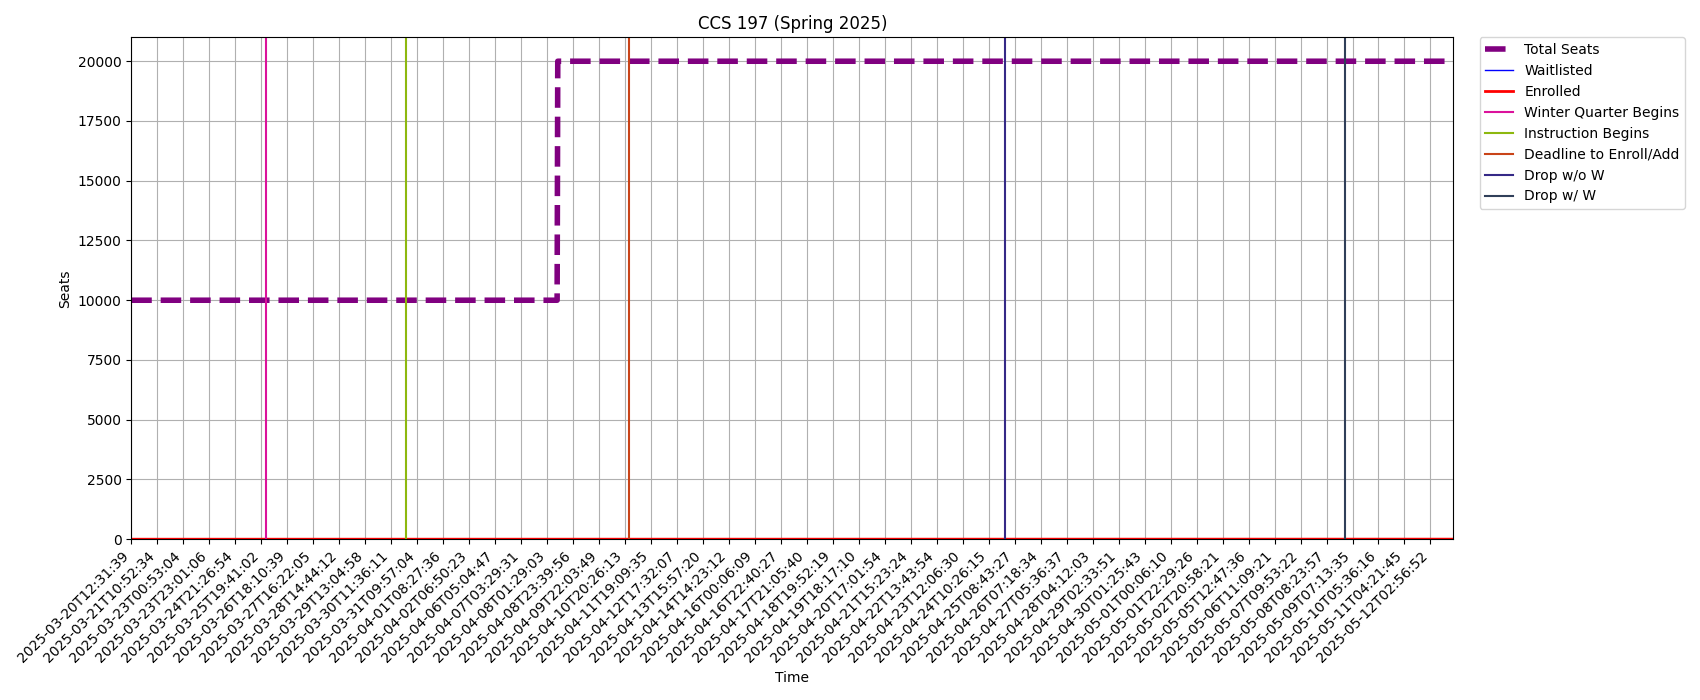 CCS 197 (Spring 2025)
Seats
20000
17500
15000
12500
10000
7500
5000
2500
0
Total Seats
Waitlisted
Enrolled
Winter Quarter Begins
Instruction Begins
Deadline to Enroll/Add
Drop w/o W
Drop w/ W
2025-03-20T12:31:39
2025-03-21T10:52:34
2025-03-23T00:53:04
2025-03-23T23:01:06
2025-03-24T21:26:54
2025-03-25T19:41:02
2025-03-26T18:10:39
2025-03-27T16:22:05
2025-03-28T14:44:12
2025-03-29T13:04:58
2025-03-30T11:36:11
2025-03-31T09:57:04
2025-04-01T08:27:36
2025-04-02T06:50:23
2025-04-06T05:04:47
2025-04-07T03:29:31
2025-04-08T01:29:03
2025-04-08T23:39:56
2025-04-09T22:03:49
2025-04-10T20:26:13
2025-04-11T19:09:35
2025-04-12T17:32:07
2025-04-13T15:57:20
2025-04-14T14:23:12
2025-04-16T00:06:09
2025-04-16T22:40:27
2025-04-17T21:05:40
2025-04-18T19:52:19
2025-04-19T18:17:10
2025-04-20T17:01:54
2025-04-21T15:23:24
2025-04-22T13:43:54
2025-04-23T12:06:30
2025-04-24T10:26:15
2025-04-25T08:43:27
2025-04-26T07:18:34
2025-04-27T05:36:37
2025-04-28T04:12:03
2025-04-29T02:33:51
2025-04-30T01:25:43
2025-05-01T00:06:10
2025-05-01T22:29:26
2025-05-02T20:58:21
2025-05-05T12:47:36
2025-05-06T11:09:21
2025-05-07T09:53:22
2025-05-08T08:23:57
2025-05-09T07:13:35
2025-05-10T05:36:16
2025-05-11T04:21:45
2025-05-12T02:56:52
Time